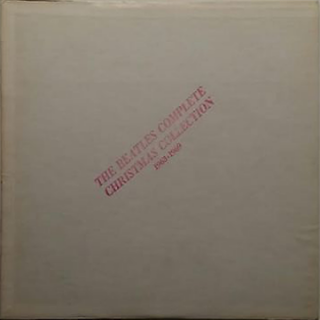 THE BEATLES COMPLETE
CHRISTMAS COLLECTION
1963-1969